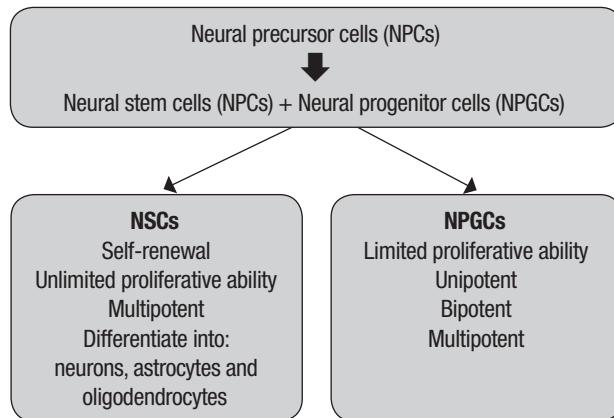 Neural precursor cells (NPCs)
Neural stem cells (NPCs) + Neural progenitor cells (NPGCs)
NSCs
Self-renewal
Unlimited proliferative ability
Multipotent
Differentiate into:
neurons, astrocytes and
oligodendrocytes
NPGCs
Limited proliferative ability
Unipotent
Bipotent
Multipotent